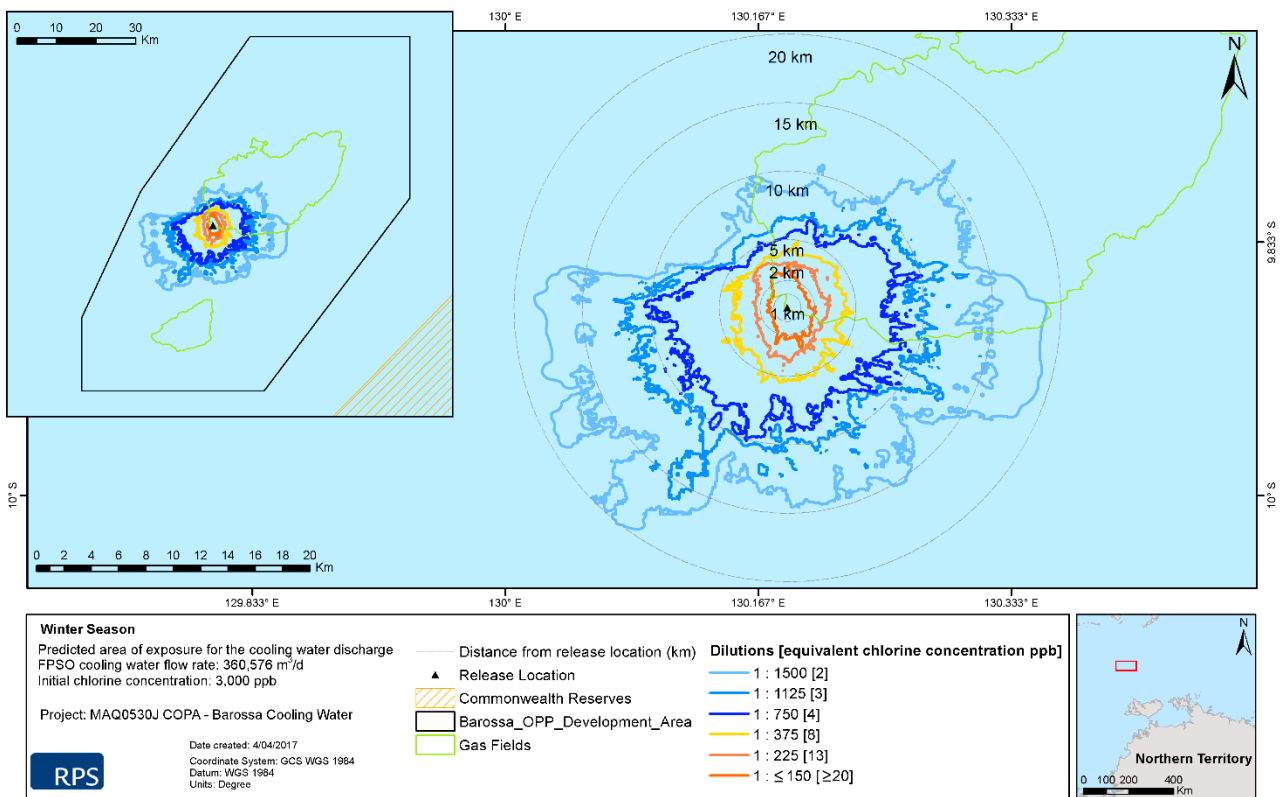 0 10 20 30
Km
130° E 130.167° E 130.333° E
N
20 km
15 km
10 km
5 km
2 km
1 km
9.833° S
10° S
10° S
0 2 4 6 8 10 12 14 16 18 20
Km
129.833° E 130° E 130.167° E 130.333° E
Winter Season
Predicted area of exposure for the cooling water discharge
FPSO cooling water flow rate: 360,576 m³/d
Initial chlorine concentration: 3,000 ppb
Project: MAQ0530J COPA - Barossa Cooling Water
RPS
Date created: 4/04/2017
Coordinate System: GCS WGS 1984
Datum: WGS 1984
Units: Degree
Distance from release location (km)
Release Location
Commonwealth Reserves
Barossa_OPP_Development_Area
Gas Fields
Dilutions [equivalent chlorine concentration ppb]
1 : 1500 [2]
1 : 1125 [3]
1 : 750 [4]
1 : 375 [8]
1 : 225 [13]
1 : ≤ 150 [≥20]
N
Northern Territory
0 100 200 400
Km